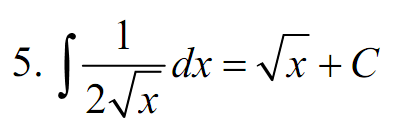 5. ∫ 1/(2√x) dx = √x + C